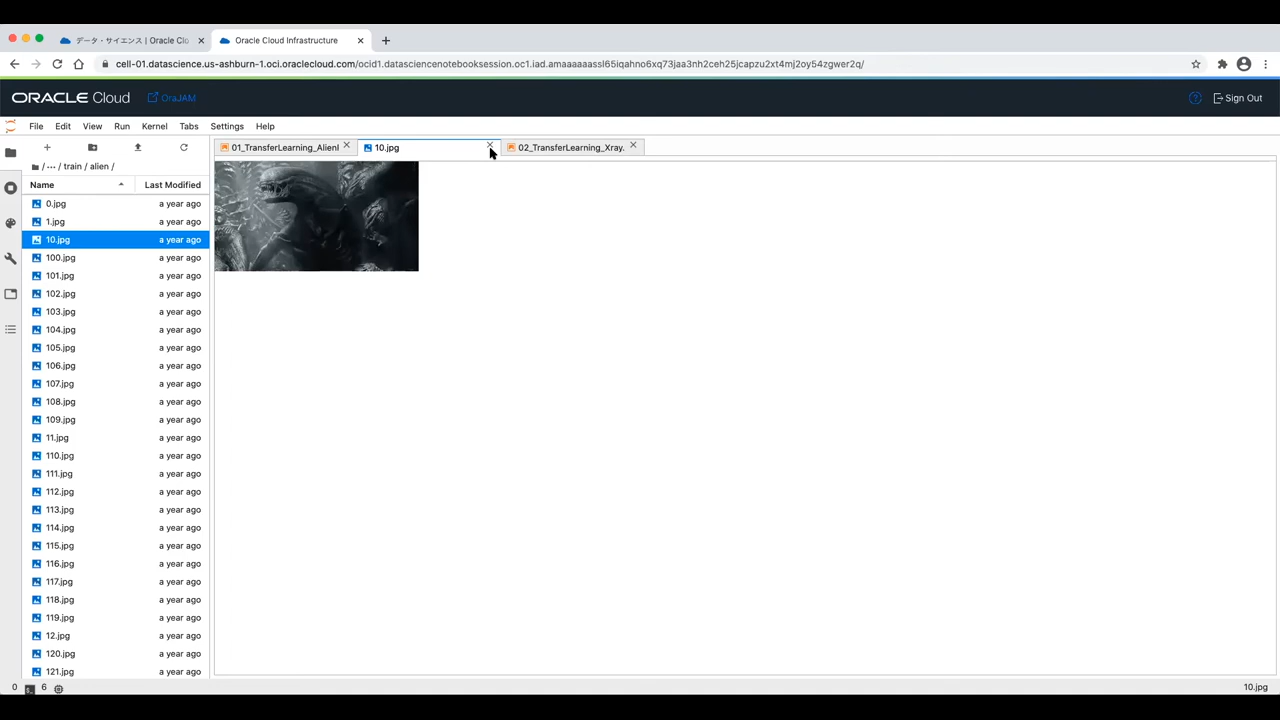 データ・サイエンス | Oracle Clo
Oracle Cloud Infrastructure
cell-01.datascience.us-ashburn-1.oci.oraclecloud.com/ocid1.datasciencenotebooksession.oc1.iad.amaaaaaassl65iqahno6xq73jaa3nh2ceh25jcapzu2xt4mj2oy54zgwer2q/
ORACLE Cloud
OraJAM
Sign Out
File Edit View Run Kernel Tabs Settings Help
/ ··· / train / alien /
01_TransferLearning_AlienI
10.jpg
02_TransferLearning_Xray.
Name Last Modified
0.jpg a year ago
1.jpg a year ago
10.jpg a year ago
100.jpg a year ago
101.jpg a year ago
102.jpg a year ago
103.jpg a year ago
104.jpg a year ago
105.jpg a year ago
106.jpg a year ago
107.jpg a year ago
108.jpg a year ago
109.jpg a year ago
11.jpg a year ago
110.jpg a year ago
111.jpg a year ago
112.jpg a year ago
113.jpg a year ago
114.jpg a year ago
115.jpg a year ago
116.jpg a year ago
117.jpg a year ago
118.jpg a year ago
119.jpg a year ago
12.jpg a year ago
120.jpg a year ago
121.jpg a year ago
0 6 10.jpg